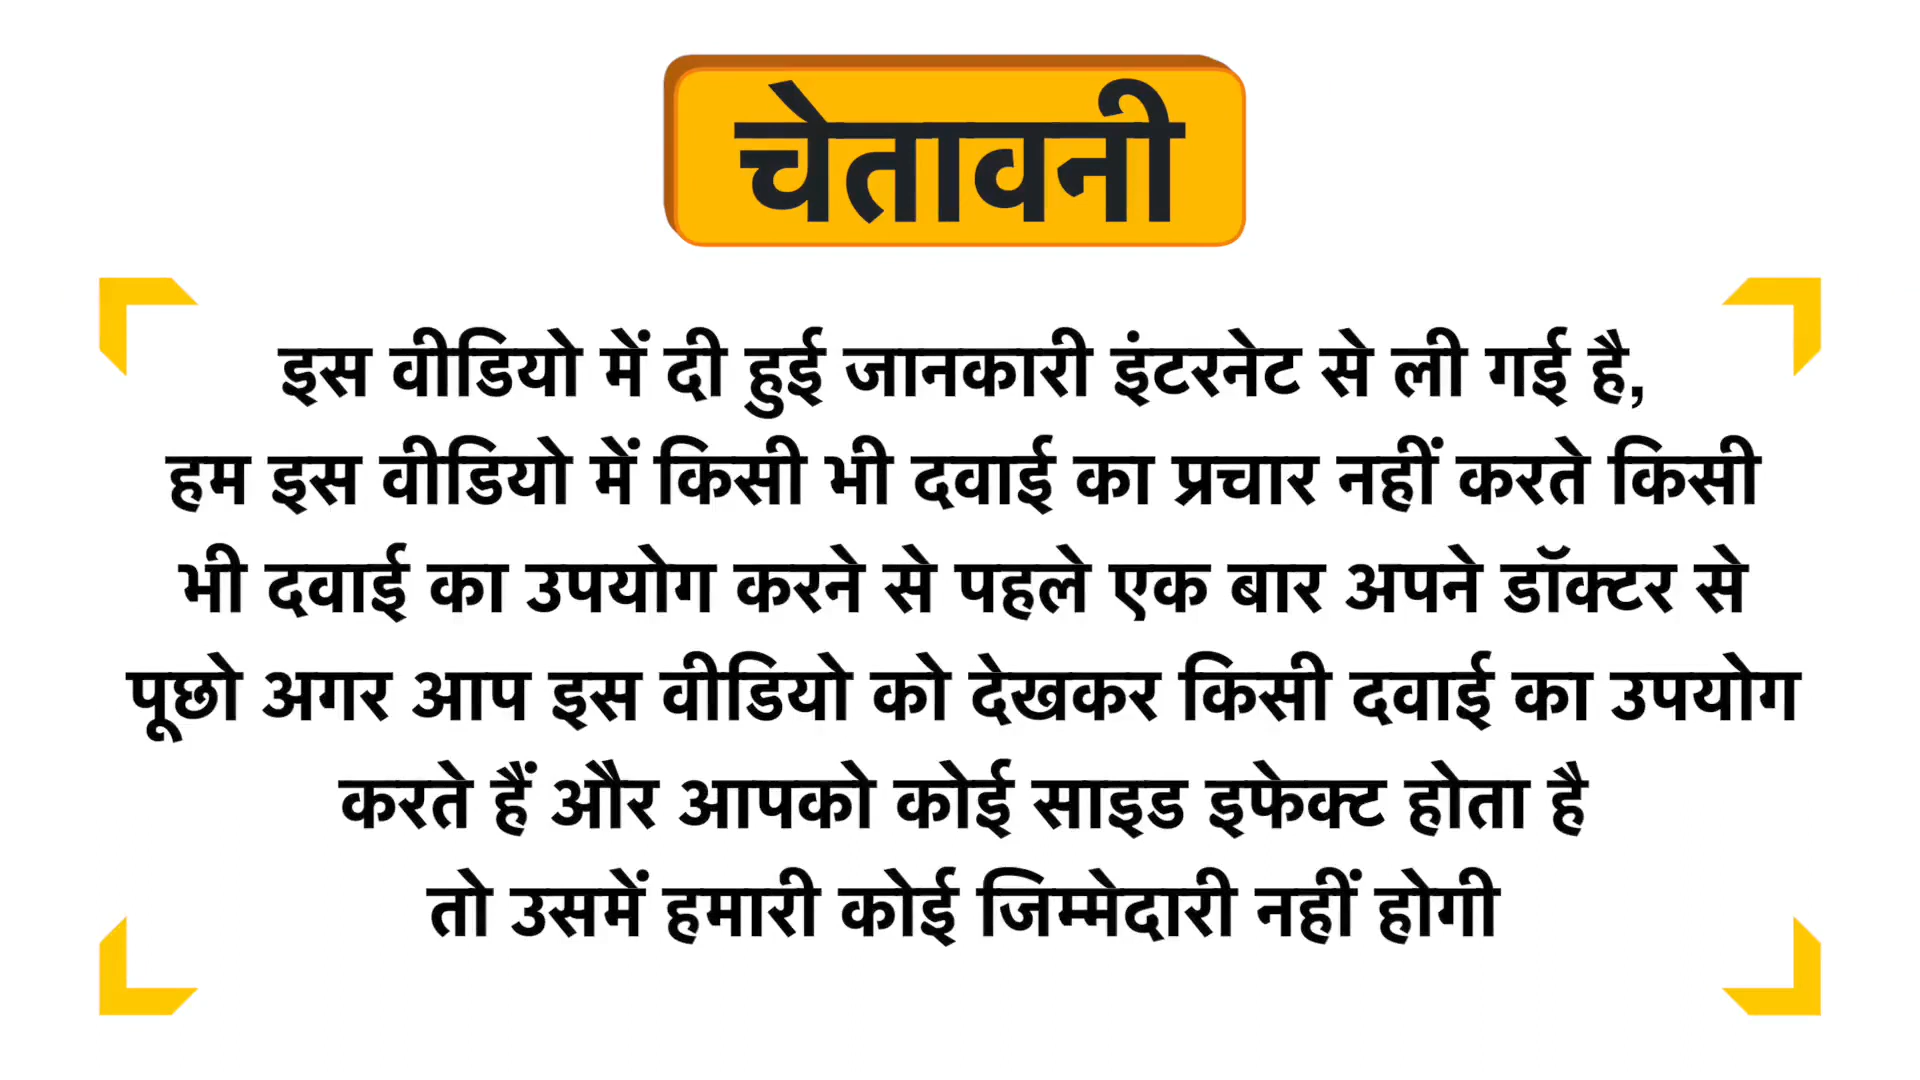 चेतावनी
इस वीडियो में दी हुई जानकारी इंटरनेट से ली गई है,
हम इस वीडियो में किसी भी दवाई का प्रचार नहीं करते किसी
भी दवाई का उपयोग करने से पहले एक बार अपने डॉक्टर से
पूछो अगर आप इस वीडियो को देखकर किसी दवाई का उपयोग
करते हैं और आपको कोई साइड इफेक्ट होता है
तो उसमें हमारी कोई जिम्मेदारी नहीं होगी